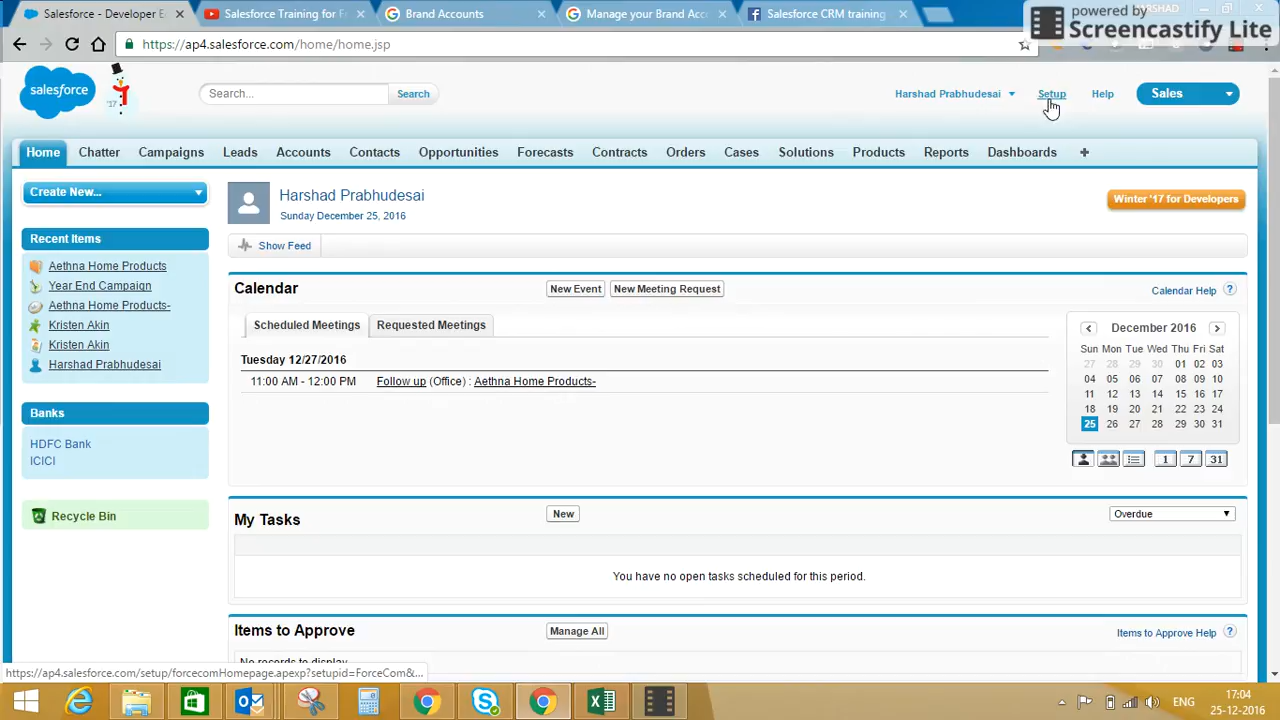 Salesforce - Developer E
Salesforce Training for F
Brand Accounts
Manage your Brand Acco
Salesforce CRM training
HARSHAD
powered by
Screencastify Lite
https://ap4.salesforce.com/home/home.jsp
salesforce
'17
Search...
Search
Harshad Prabhudesai
Setup
Help
Sales
Home
Chatter
Campaigns
Leads
Accounts
Contacts
Opportunities
Forecasts
Contracts
Orders
Cases
Solutions
Products
Reports
Dashboards
+
Create New...
Harshad Prabhudesai
Sunday December 25, 2016
Winter '17 for Developers
Show Feed
Recent Items
Aethna Home Products
Year End Campaign
Aethna Home Products-
Kristen Akin
Kristen Akin
Harshad Prabhudesai
Banks
HDFC Bank
ICICI
Recycle Bin
Calendar
New Event
New Meeting Request
Calendar Help ?
Scheduled Meetings
Requested Meetings
Tuesday 12/27/2016
11:00 AM - 12:00 PM Follow up (Office) : Aethna Home Products-
December 2016
Sun Mon Tue Wed Thu Fri Sat
27 28 29 30 01 02 03
04 05 06 07 08 09 10
11 12 13 14 15 16 17
18 19 20 21 22 23 24
25 26 27 28 29 30 31
1 7 31
My Tasks
New
Overdue
You have no open tasks scheduled for this period.
Items to Approve
Manage All
Items to Approve Help ?
No records to display
https://ap4.salesforce.com/setup/forcecomHomepage.apexp?setupid=ForceCom&...
ENG
17:04
25-12-2016